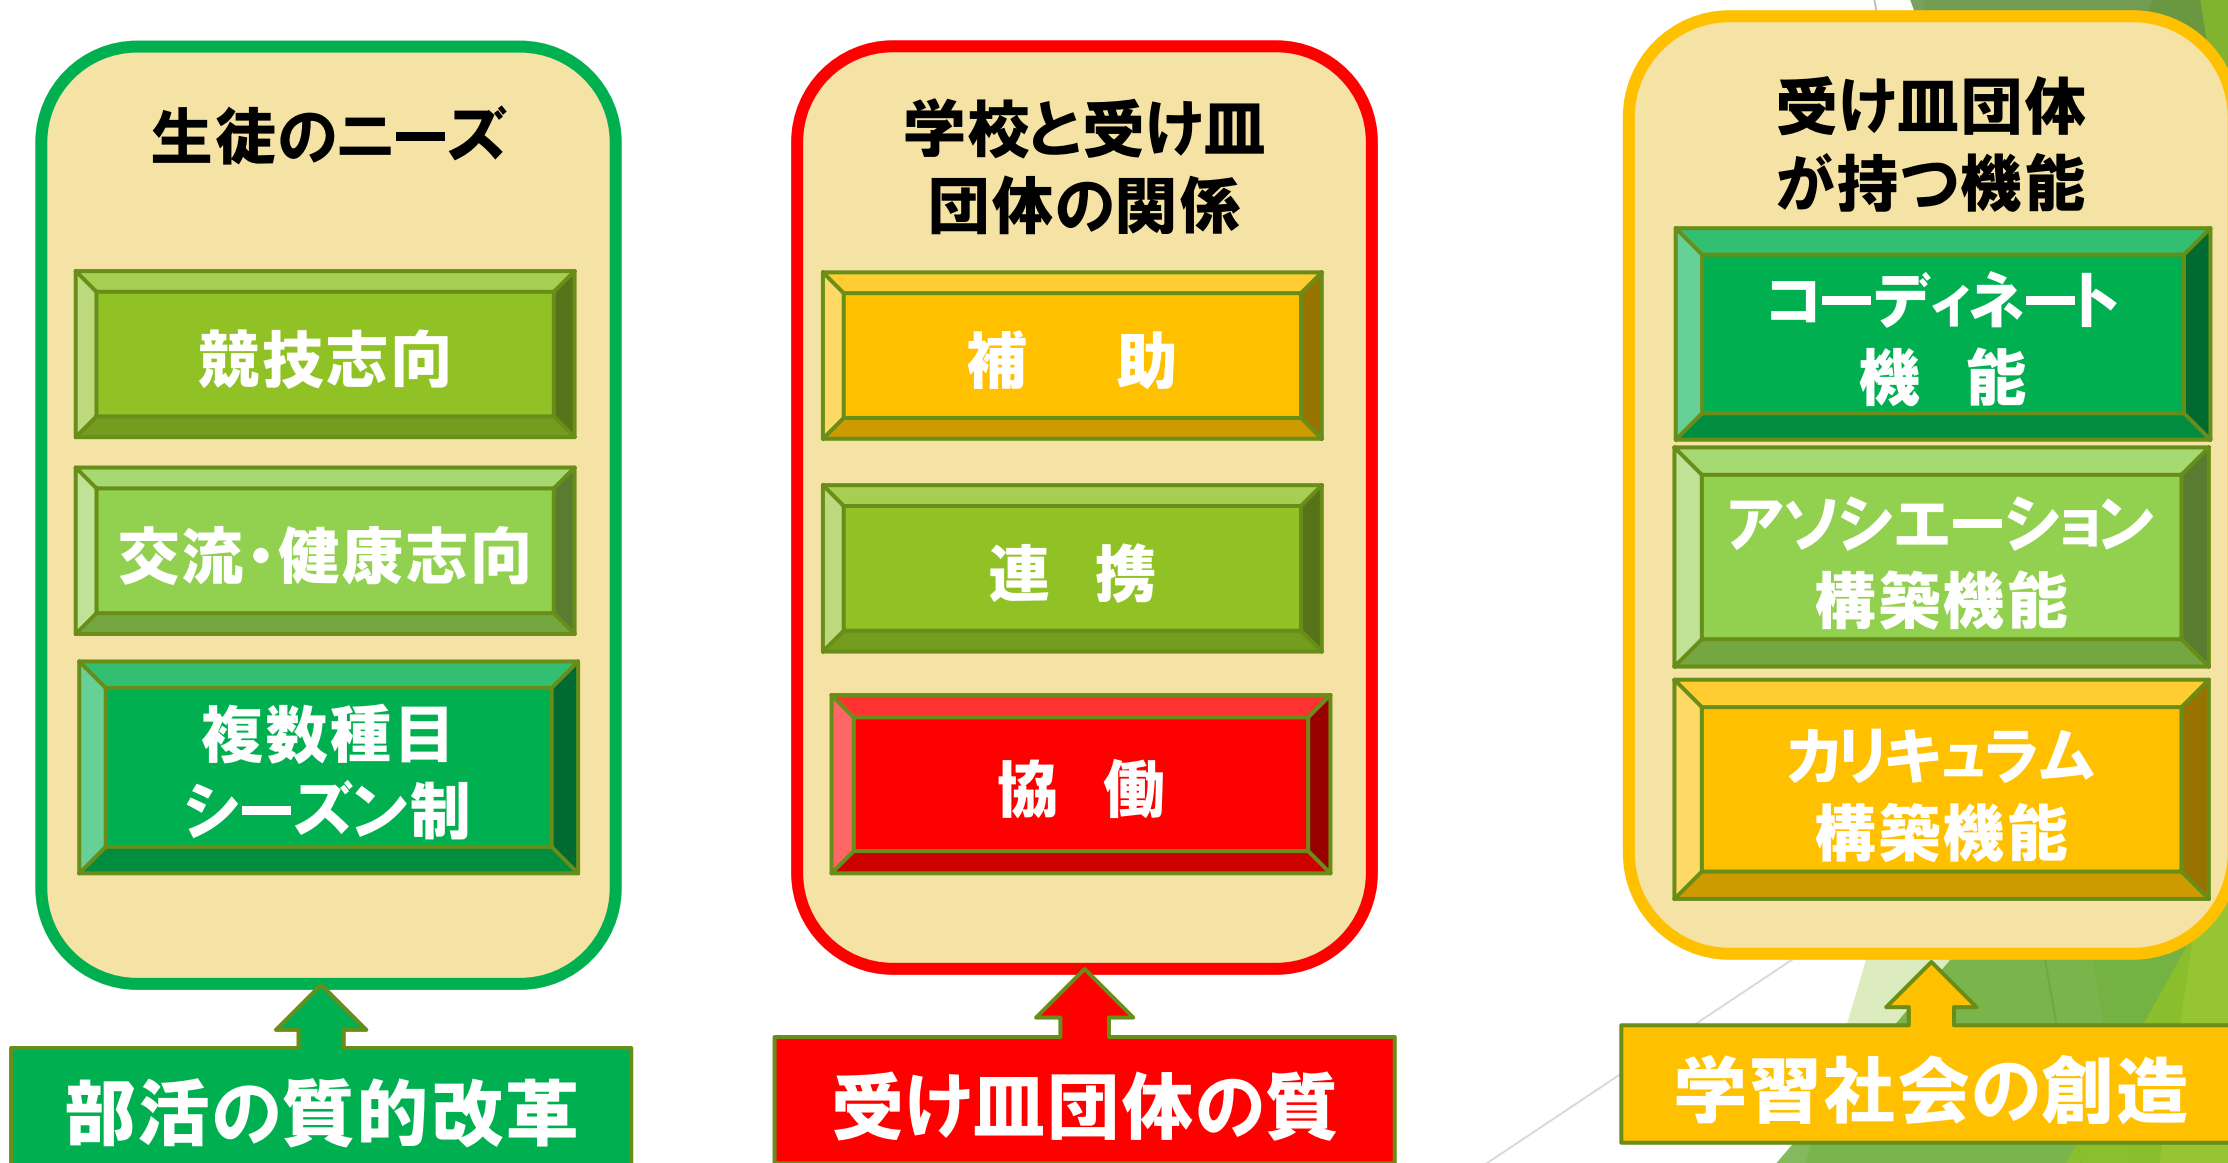 生徒のニーズ
競技志向
交流・健康志向
複数種目
シーズン制
部活の質的改革
学校と受け皿
団体の関係
補　助
連　携
協　働
受け皿団体の質
受け皿団体
が持つ機能
コーディネート
機　能
アソシエーション
構築機能
カリキュラム
構築機能
学習社会の創造